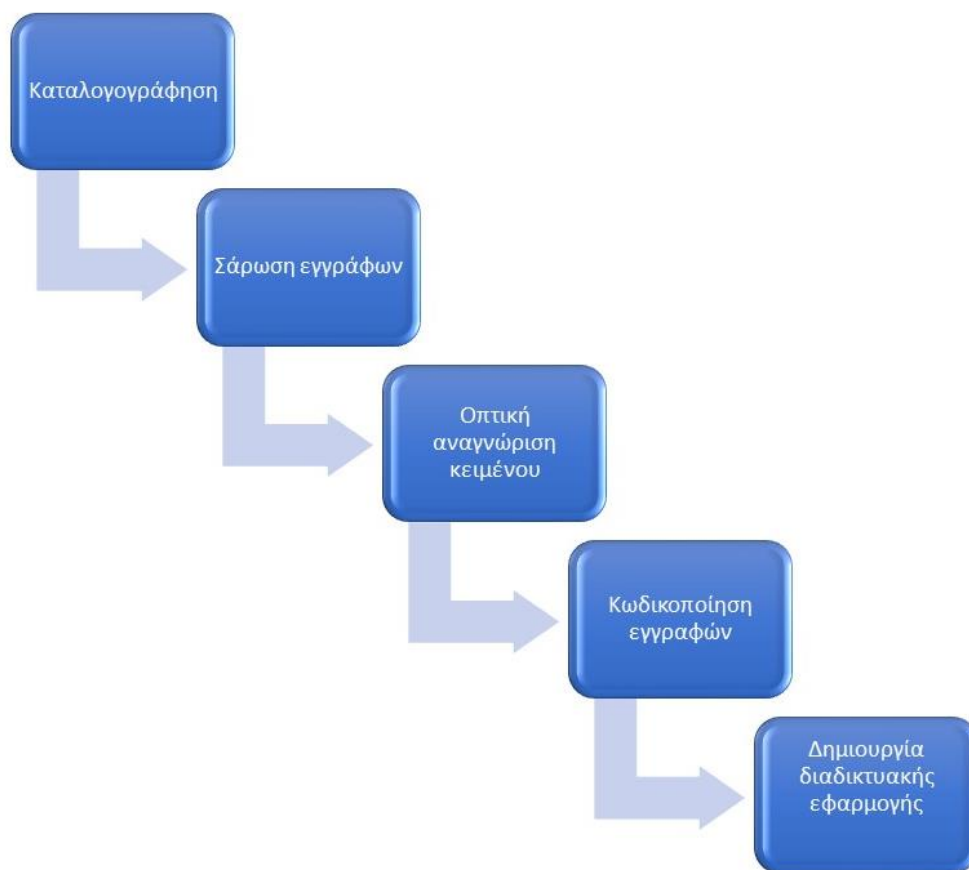 Καταλογογράφηση
Σάρωση εγγράφων
Οπτική
αναγνώριση
κειμένου
Κωδικοποίηση
εγγραφών
Δημιουργία
διαδικτυακής
εφαρμογής